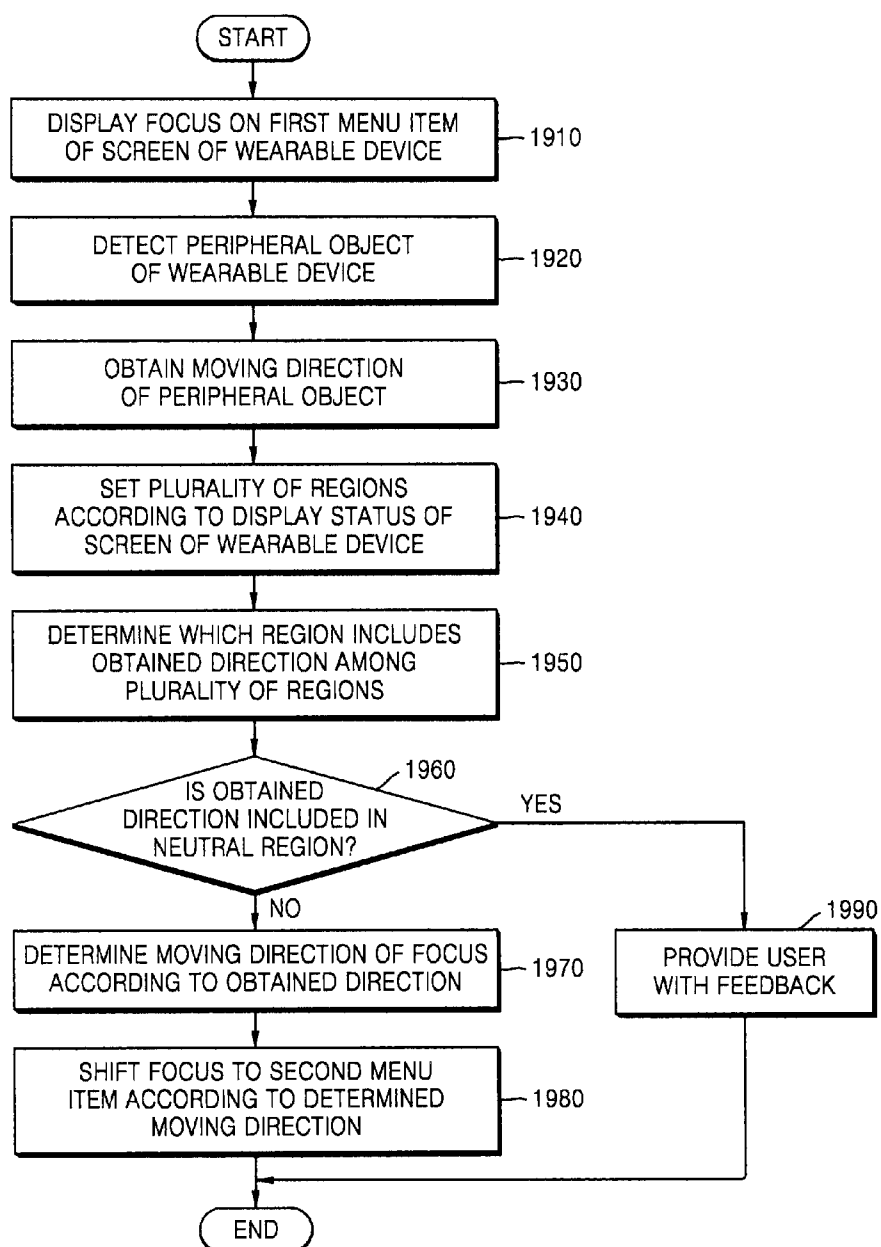 START
DISPLAY FOCUS ON FIRST MENU ITEM
OF SCREEN OF WEARABLE DEVICE
1910
DETECT PERIPHERAL OBJECT
OF WEARABLE DEVICE
1920
OBTAIN MOVING DIRECTION
OF PERIPHERAL OBJECT
1930
SET PLURALITY OF REGIONS
ACCORDING TO DISPLAY STATUS OF
SCREEN OF WEARABLE DEVICE
1940
DETERMINE WHICH REGION INCLUDES
OBTAINED DIRECTION AMONG
PLURALITY OF REGIONS
1950
1960
IS OBTAINED
DIRECTION INCLUDED IN
NEUTRAL REGION?
YES
NO
1990
DETERMINE MOVING DIRECTION OF FOCUS
ACCORDING TO OBTAINED DIRECTION
1970
PROVIDE USER
WITH FEEDBACK
SHIFT FOCUS TO SECOND MENU
ITEM ACCORDING TO DETERMINED
MOVING DIRECTION
1980
END